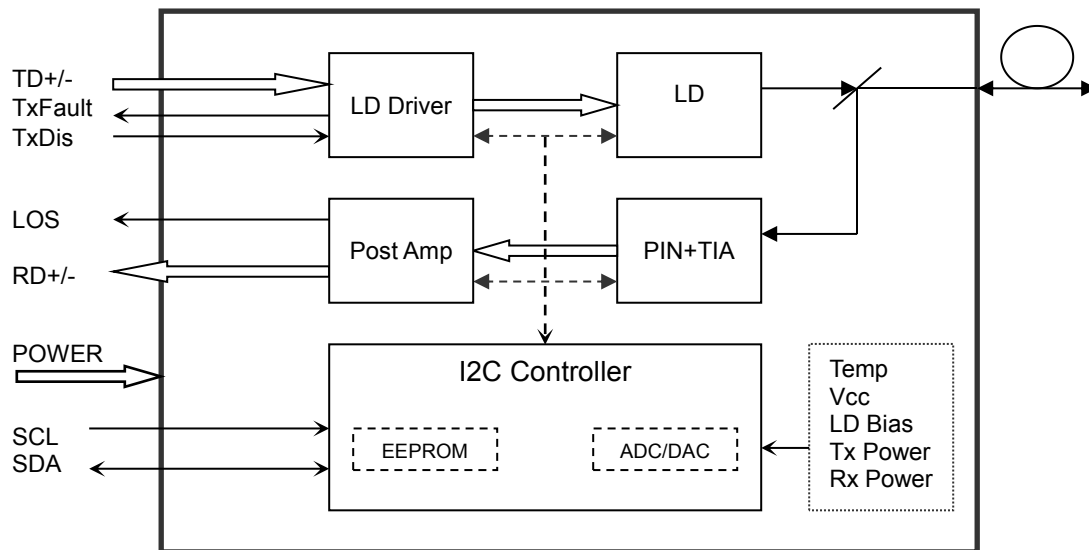 TD+/-
TxFault
TxDis
LD Driver
LD
LOS
RD+/-
Post Amp
PIN+TIA
POWER
SCL
SDA
I2C Controller
EEPROM
ADC/DAC
Temp
Vcc
LD Bias
Tx Power
Rx Power